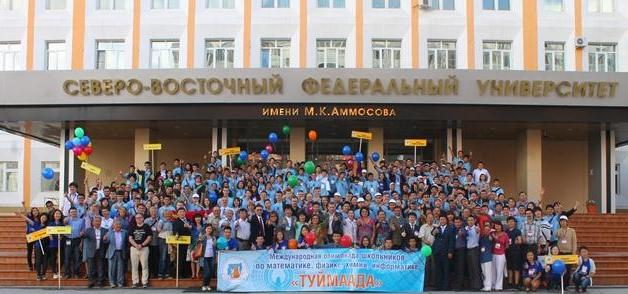 СЕВЕРО-ВОСТОЧНЫЙ ФЕДЕРАЛЬНЫЙ УНИВЕРСИТЕТ
ИМЕНИ М.К.АММОСОВА
Международная олимпиада школьников
по математике, физике, химии, информатике
«ТУЙМААДА»